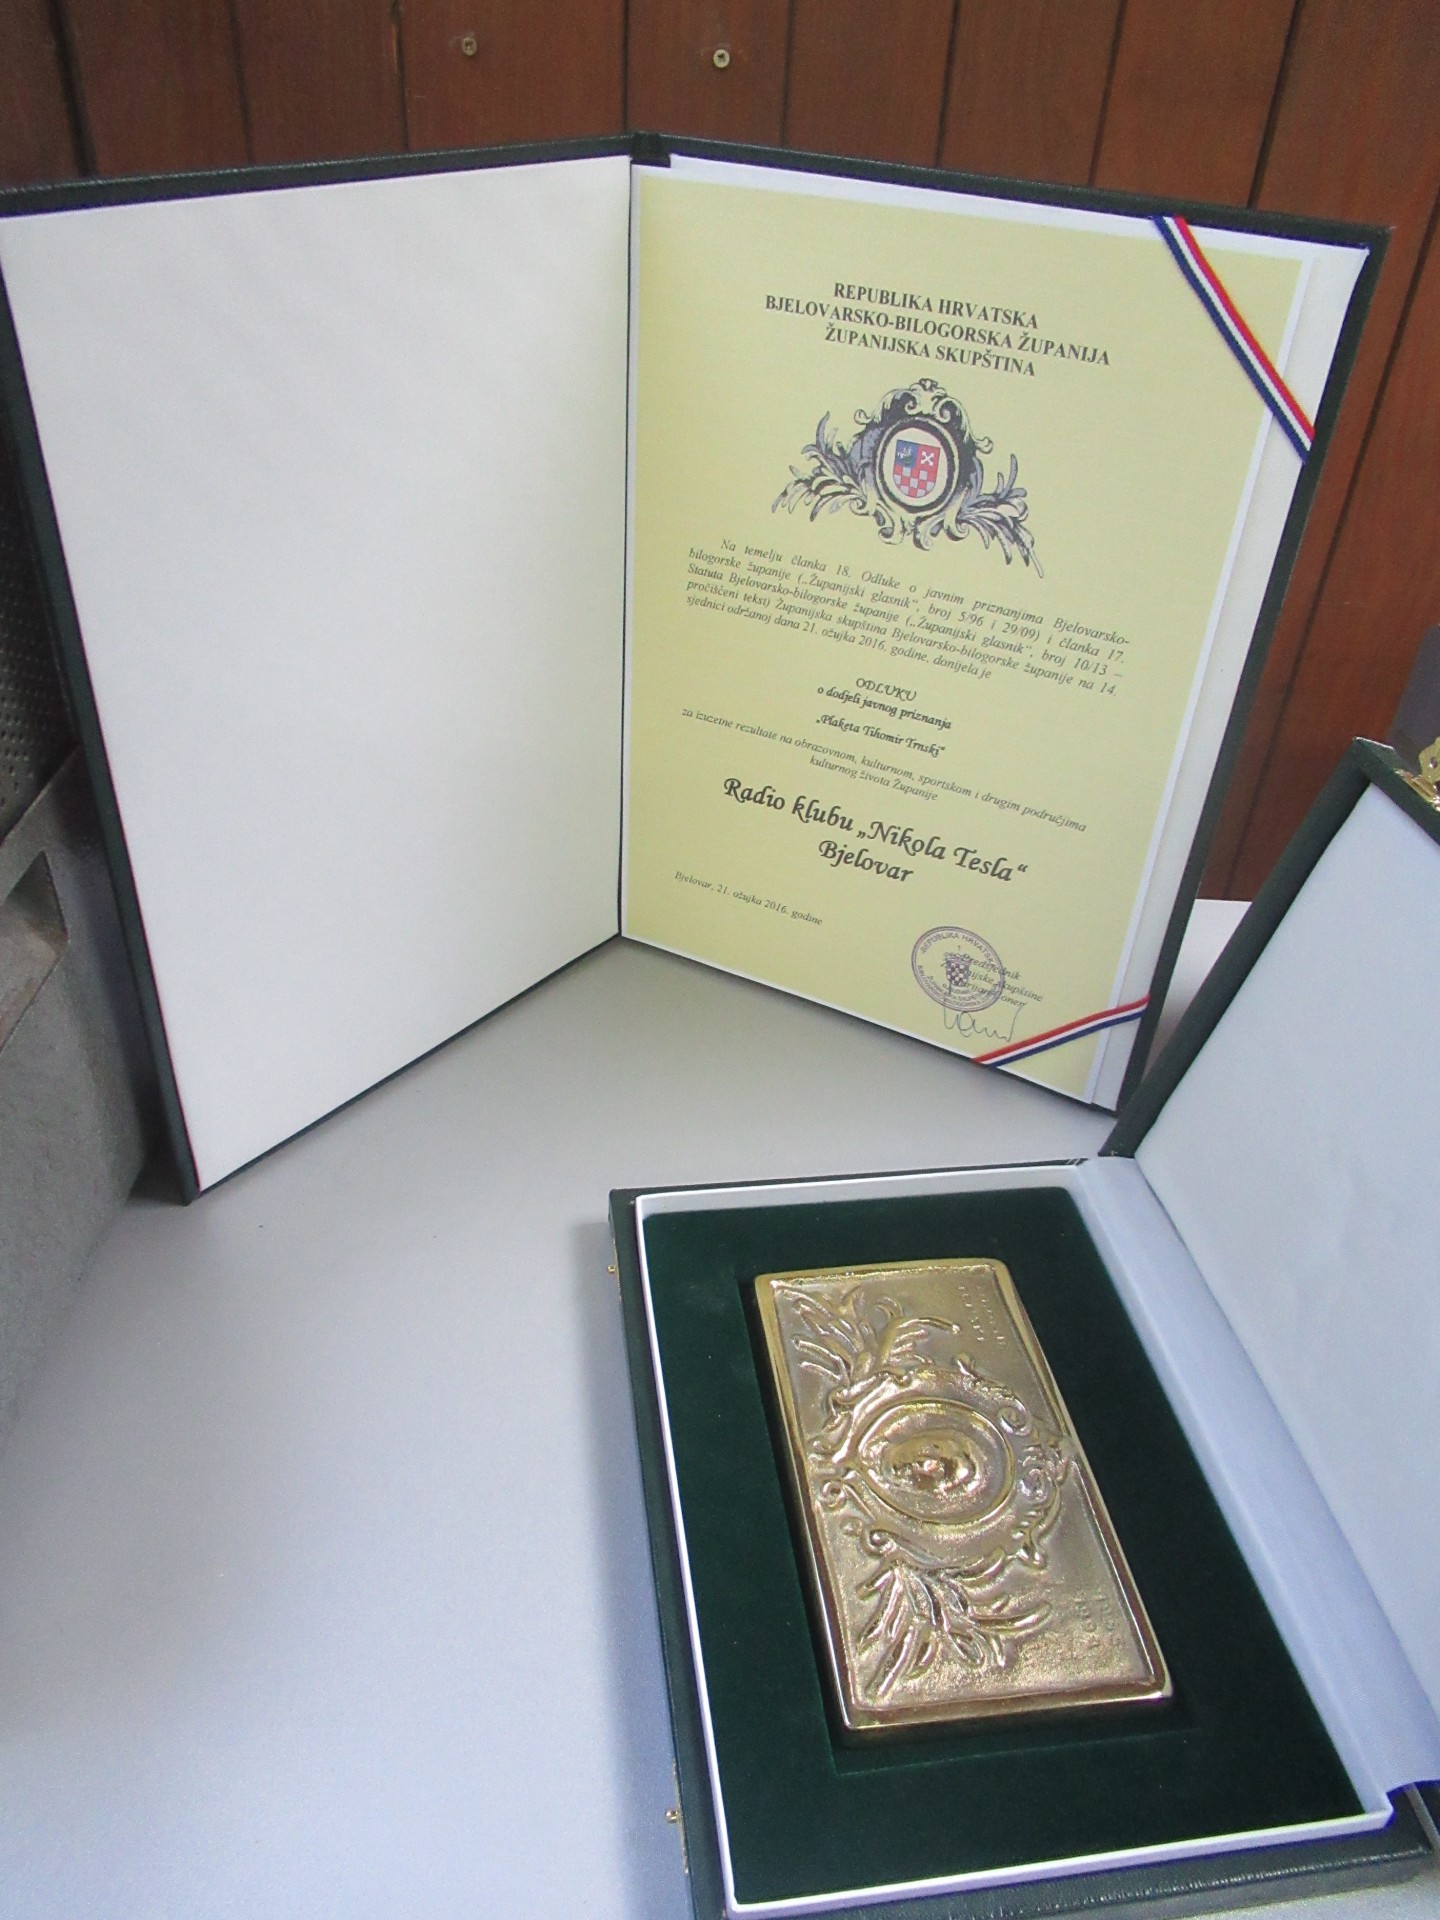 REPUBLIKA HRVATSKA
BJELOVARSKO-BILOGORSKA ŽUPANIJA
ŽUPANIJSKA SKUPŠTINA
Na temelju članka 18. Odluke o javnim priznanjima Bjelovarsko-
bilogorske županije („Županijski glasnik“, broj 5/96 i 29/09) i članka 17.
Statuta Bjelovarsko-bilogorske županije („Županijski glasnik“, broj 10/13 –
pročišćeni tekst) Županijska skupština Bjelovarsko-bilogorske županije na 14.
sjednici održanoj dana 21. ožujka 2016. godine, donijela je
ODLUKU
o dodjeli javnog priznanja
„Plaketa Tihomir Trnski“
za izuzetne rezultate na obrazovnom, kulturnom, sportskom i drugim područjima
kulturnog života Županije
Radio klubu „Nikola Tesla“
Bjelovar
Bjelovar, 21. ožujka 2016. godine
REPUBLIKA HRVATSKA
Predsjednik
Skupštine